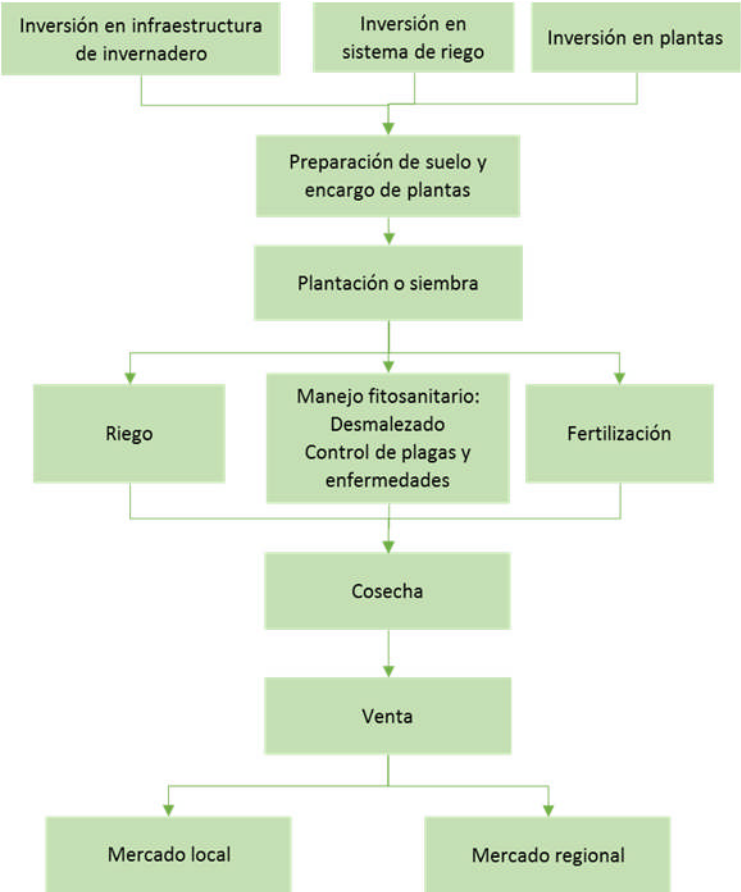 Inversión en infraestructura
de invernadero
Inversión en
sistema de riego
Inversión en plantas
Preparación de suelo y
encargo de plantas
Plantación o siembra
Riego
Manejo fitosanitario:
Desmalezado
Control de plagas y
enfermedades
Fertilización
Cosecha
Venta
Mercado local
Mercado regional